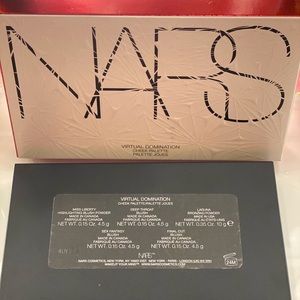 NARS
VIRTUAL DOMINATION
CHEEK PALETTE
PALETTE JOUES
VIRTUAL DOMINATION
CHEEK PALETTE/PALETTE JOUES
MISS LIBERTY
HIGHLIGHTING BLUSH POWDER
MADE IN CANADA
FABRIQUÉ AU CANADA
NET WT. 0.15 OZ. 4.5 g
DEEP THROAT
BLUSH
MADE IN CANADA
FABRIQUÉ AU CANADA
NET WT. 0.15 OZ. 4.5 g
LAGUNA
BRONZING POWDER
MADE IN USA
FABRIQUÉ AU ÉTATS-UNIS
NET WT. 0.35 OZ. 10 g
SEX FANTASY
BLUSH
MADE IN CANADA
FABRIQUÉ AU CANADA
NET WT. 0.15 OZ. 4.5 g
FINAL CUT
BLUSH
MADE IN CANADA
FABRIQUÉ AU CANADA
NET WT. 0.15 OZ. 4.5 g
NARS
24M